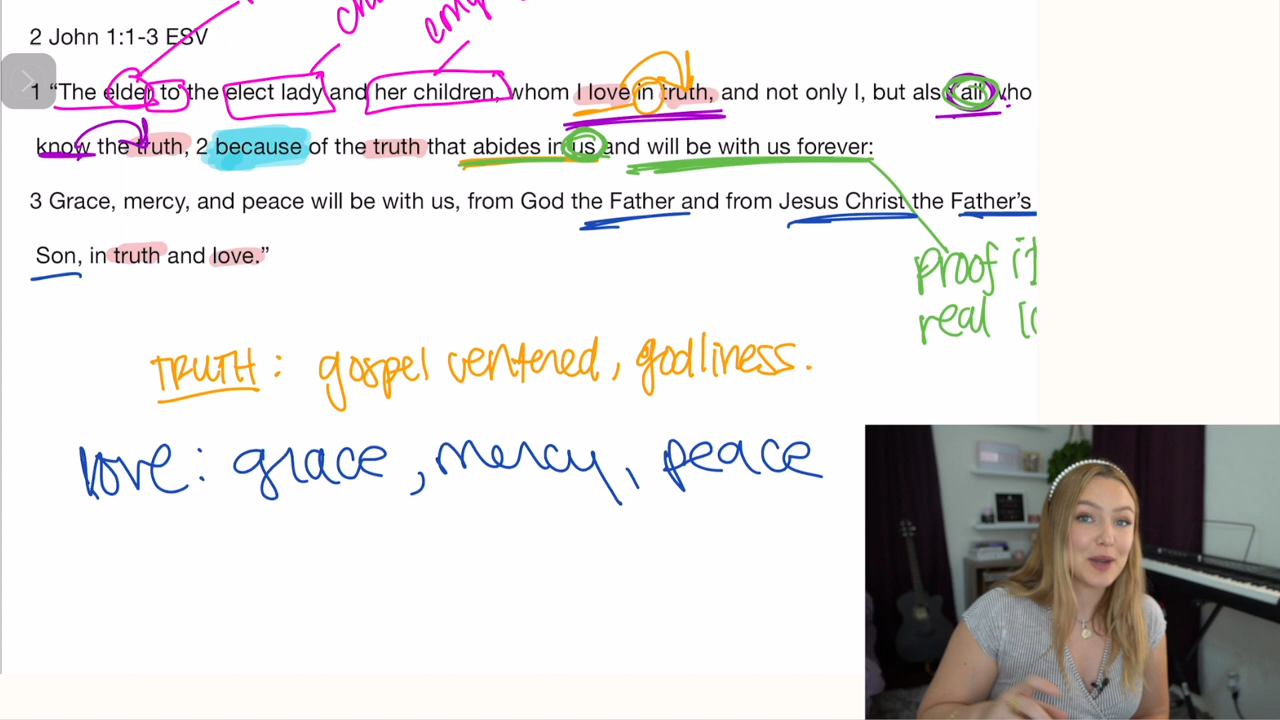 2 John 1:1-3 ESV
1 “The elder to the elect lady and her children, whom I love in truth, and not only I, but also all who
know the truth, 2 because of the truth that abides in us and will be with us forever:
3 Grace, mercy, and peace will be with us, from God the Father and from Jesus Christ the Father’s
Son, in truth and love.”
proof it
real
TRUTH: gospel centered, godliness.
love: grace, mercy, peace